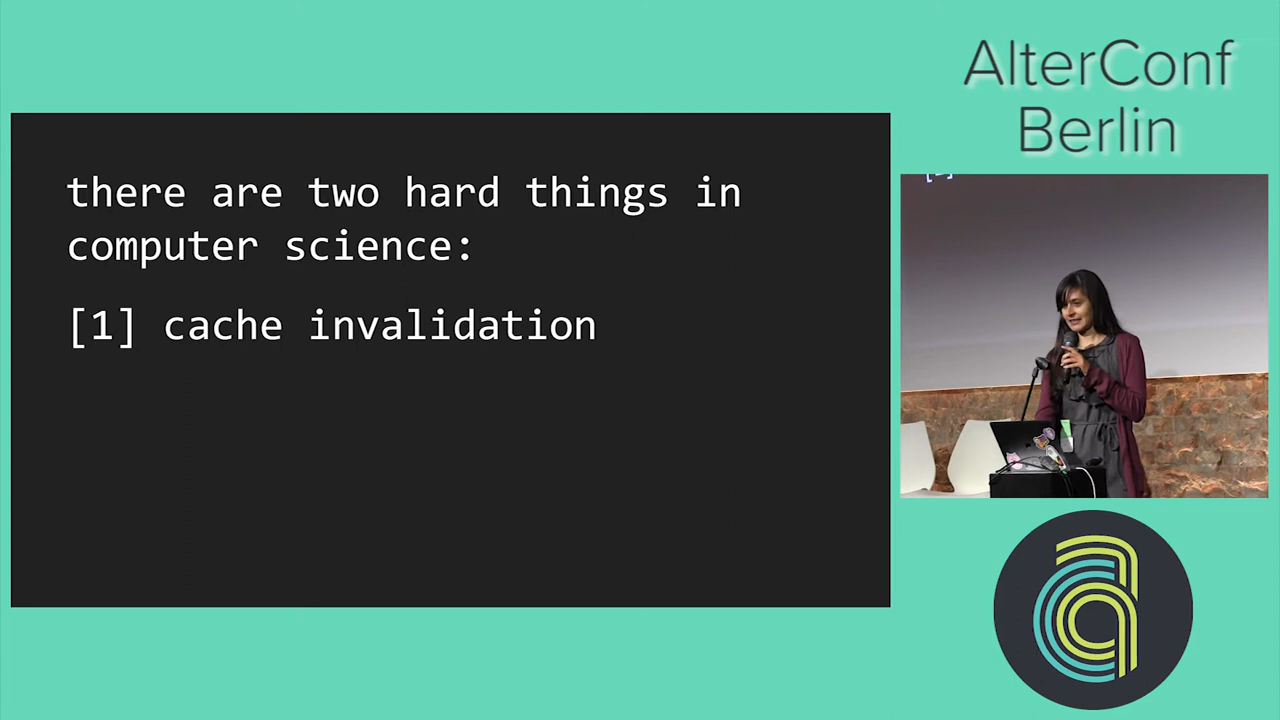 there are two hard things in
computer science:
[1] cache invalidation
AlterConf
Berlin